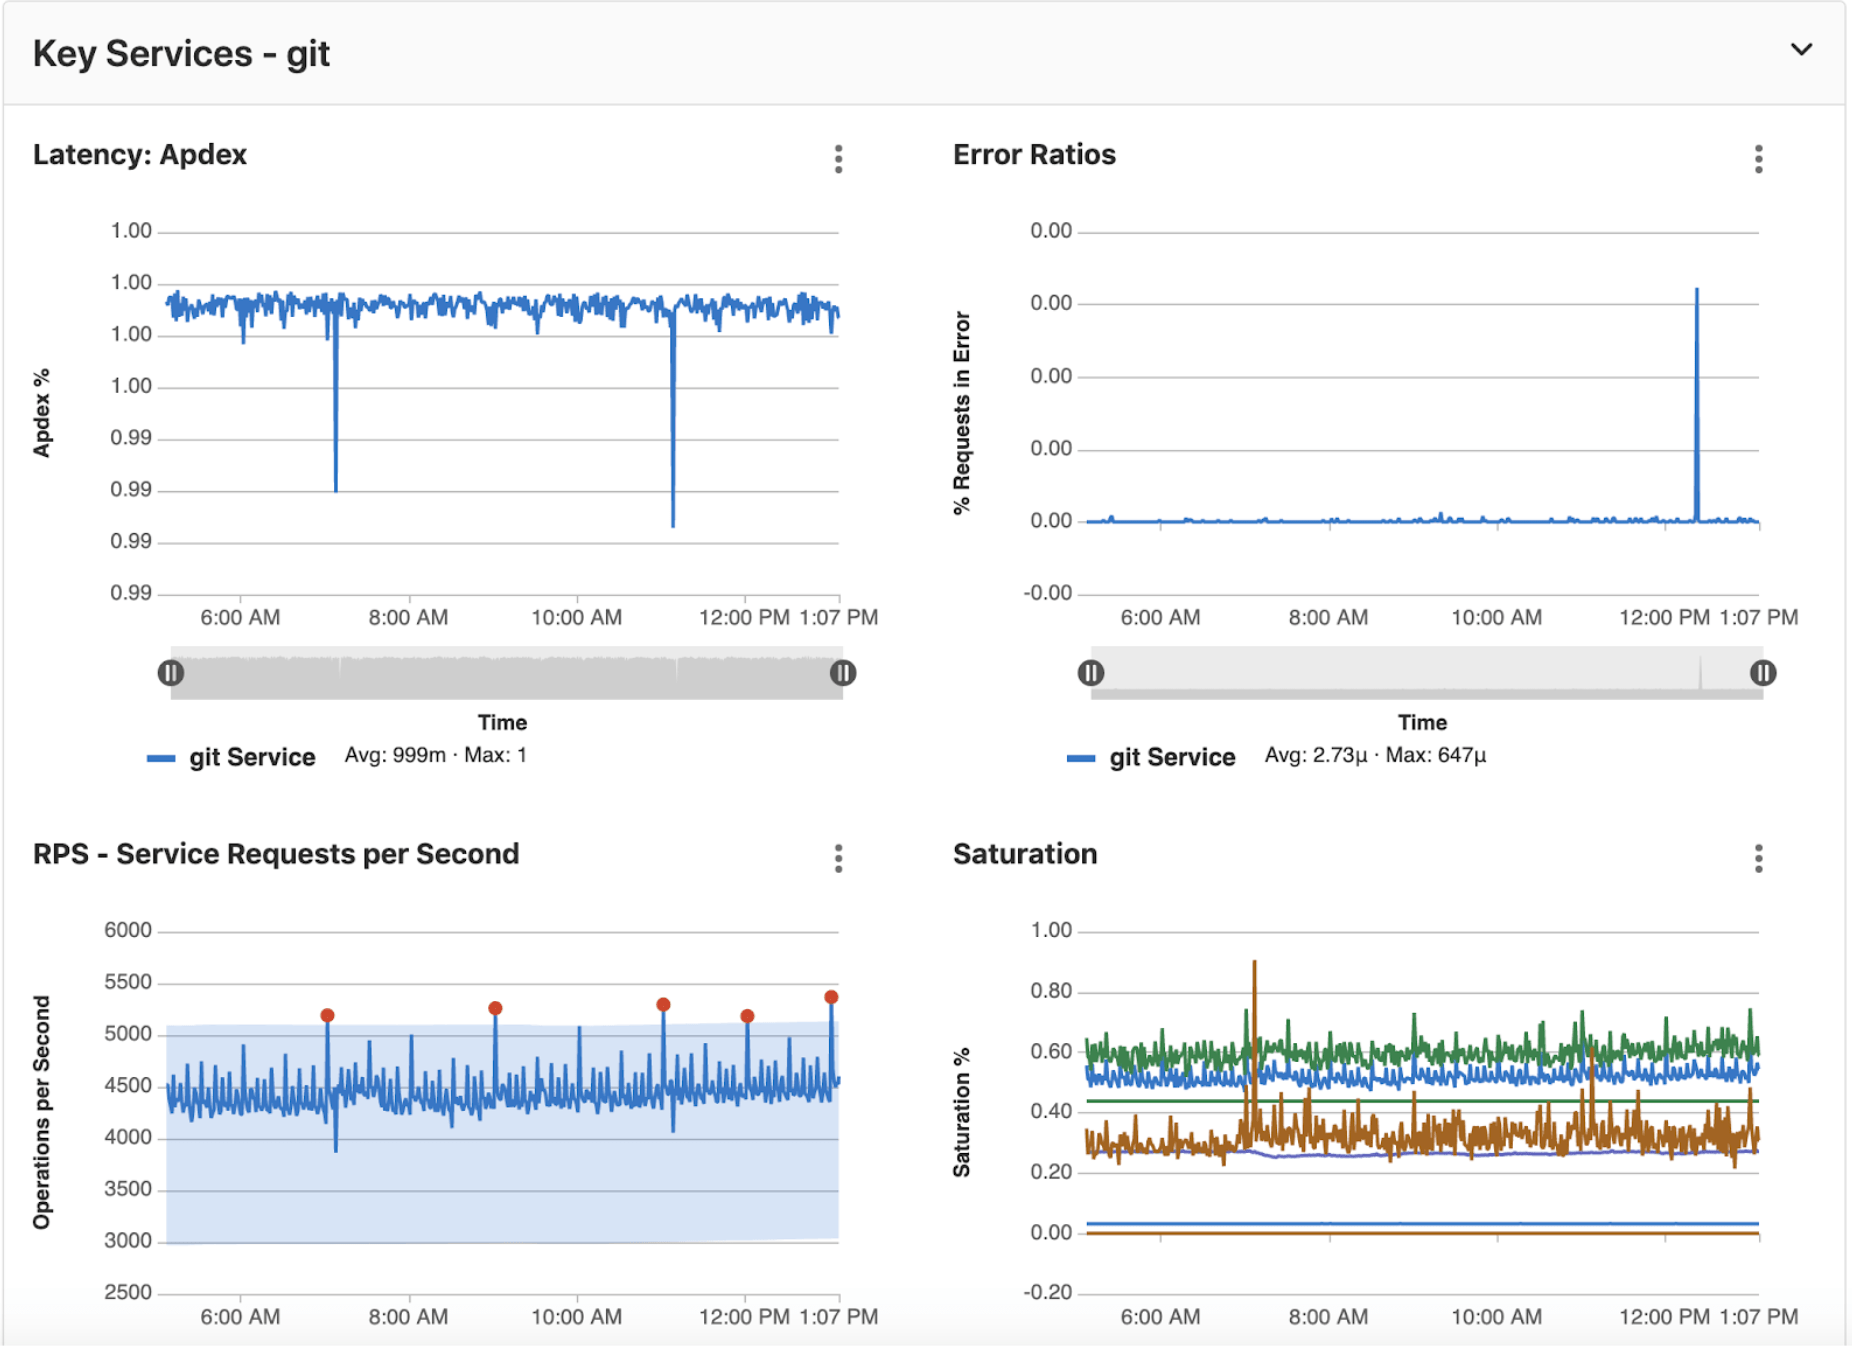 Key Services - git
Latency: Apdex
1.00
1.00
1.00
1.00
0.99
0.99
0.99
0.99
Apdex %
6:00 AM 8:00 AM 10:00 AM 12:00 PM 1:07 PM
Time
git Service Avg: 999m · Max: 1
Error Ratios
0.00
0.00
0.00
0.00
0.00
-0.00
% Requests in Error
6:00 AM 8:00 AM 10:00 AM 12:00 PM 1:07 PM
Time
git Service Avg: 2.73µ · Max: 647µ
RPS - Service Requests per Second
6000
5500
5000
4500
4000
3500
3000
2500
Operations per Second
6:00 AM 8:00 AM 10:00 AM 12:00 PM 1:07 PM
Saturation
1.00
0.80
0.60
0.40
0.20
0.00
-0.20
Saturation %
6:00 AM 8:00 AM 10:00 AM 12:00 PM 1:07 PM